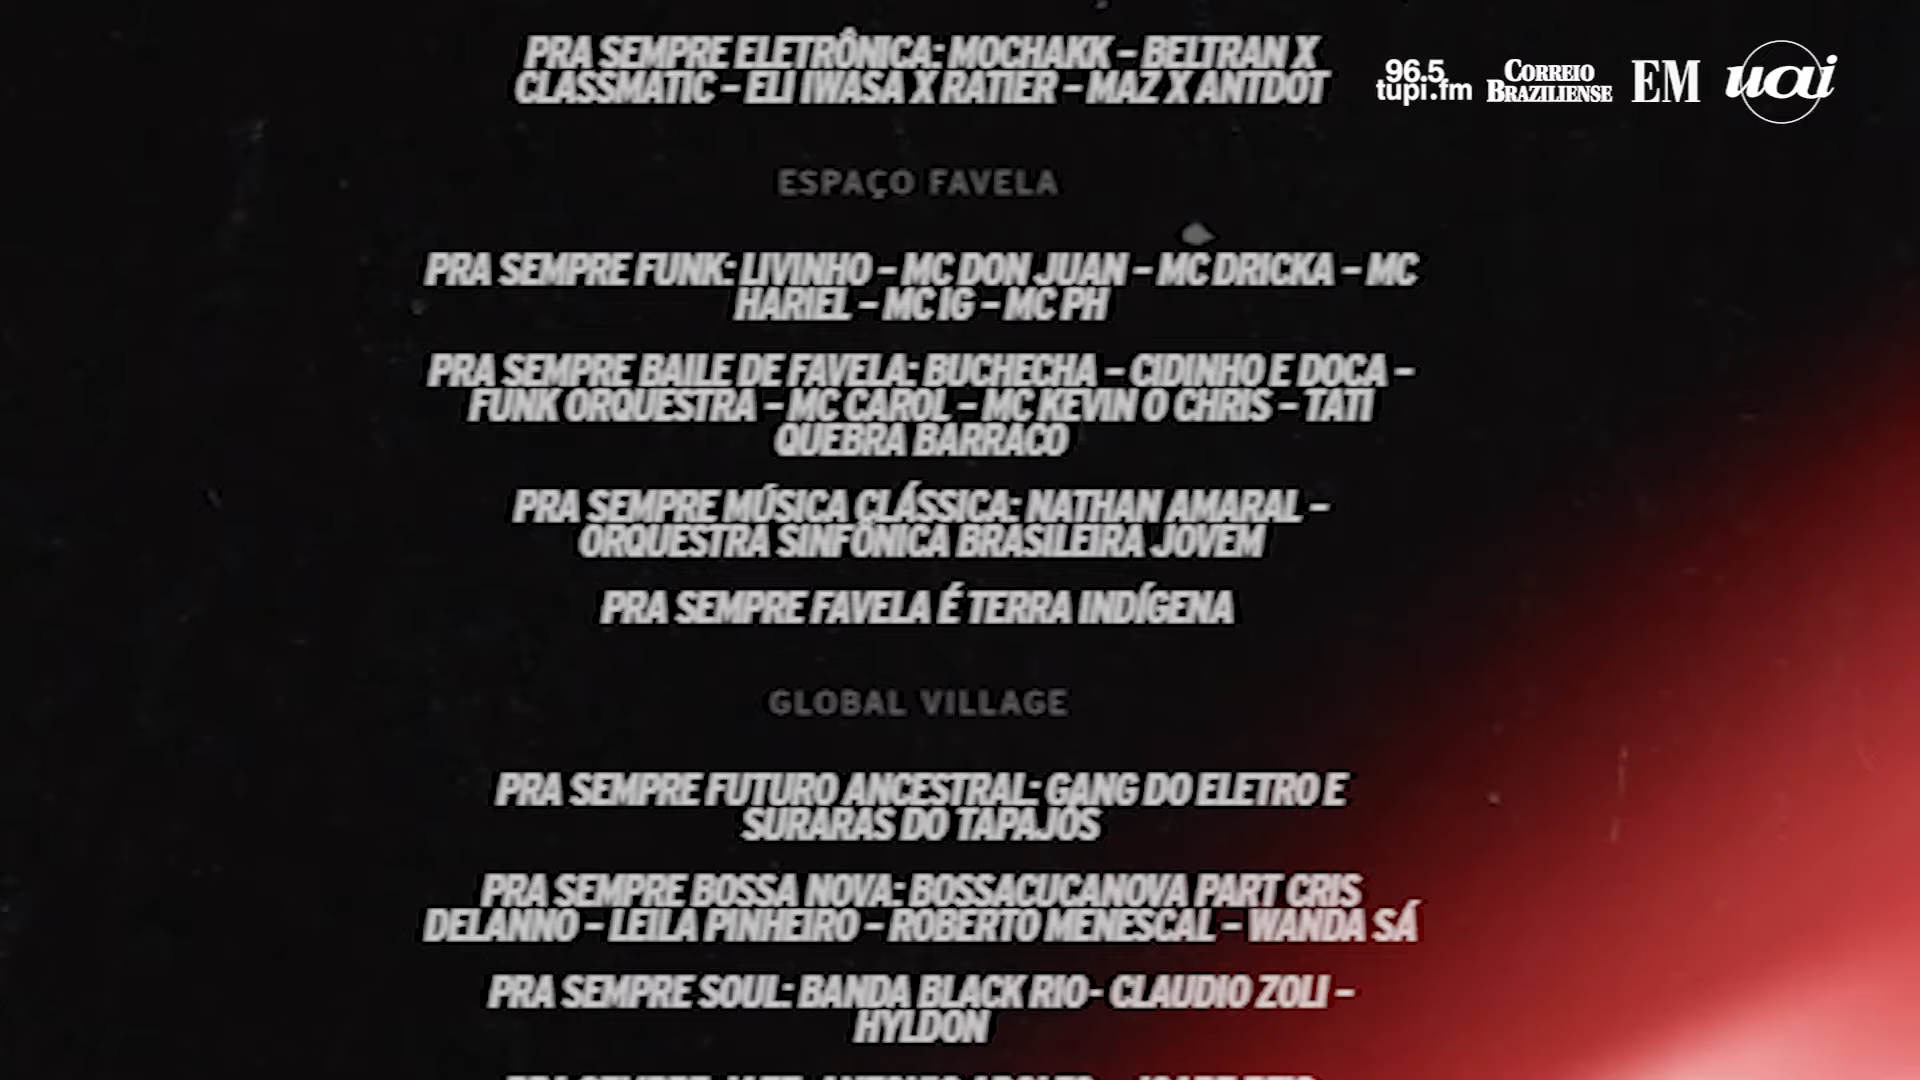 PRA SEMPRE ELETRÔNICA: MOCHAKK – BELTRAN X
CLASSMATIC – ELI IWASA X RATIER – MAZ X ANTDOT
96.5
tupi.fm
CORREIO
BRAZILIENSE
EM
uai
ESPAÇO FAVELA
PRA SEMPRE FUNK: LIVINHO – MC DON JUAN – MC DRICKA – MC
HARIEL – MC IG – MC PH
PRA SEMPRE BAILE DE FAVELA: BUCHECHA – CIDINHO E DOCA –
FUNK ORQUESTRA – MC CAROL – MC KEVIN O CHRIS – TATI
QUEBRA BARRACO
PRA SEMPRE MÚSICA CLÁSSICA: NATHAN AMARAL –
ORQUESTRA SINFÔNICA BRASILEIRA JOVEM
PRA SEMPRE FAVELA É TERRA INDÍGENA
GLOBAL VILLAGE
PRA SEMPRE FUTURO ANCESTRAL: GANG DO ELETRO E
SURARAS DO TAPAJÓS
PRA SEMPRE BOSSA NOVA: BOSSACUCANOVA PART CRIS
DELANNO – LEILA PINHEIRO – ROBERTO MENESCAL – WANDA SÁ
PRA SEMPRE SOUL: BANDA BLACK RIO- CLAUDIO ZOLI –
HYLDON